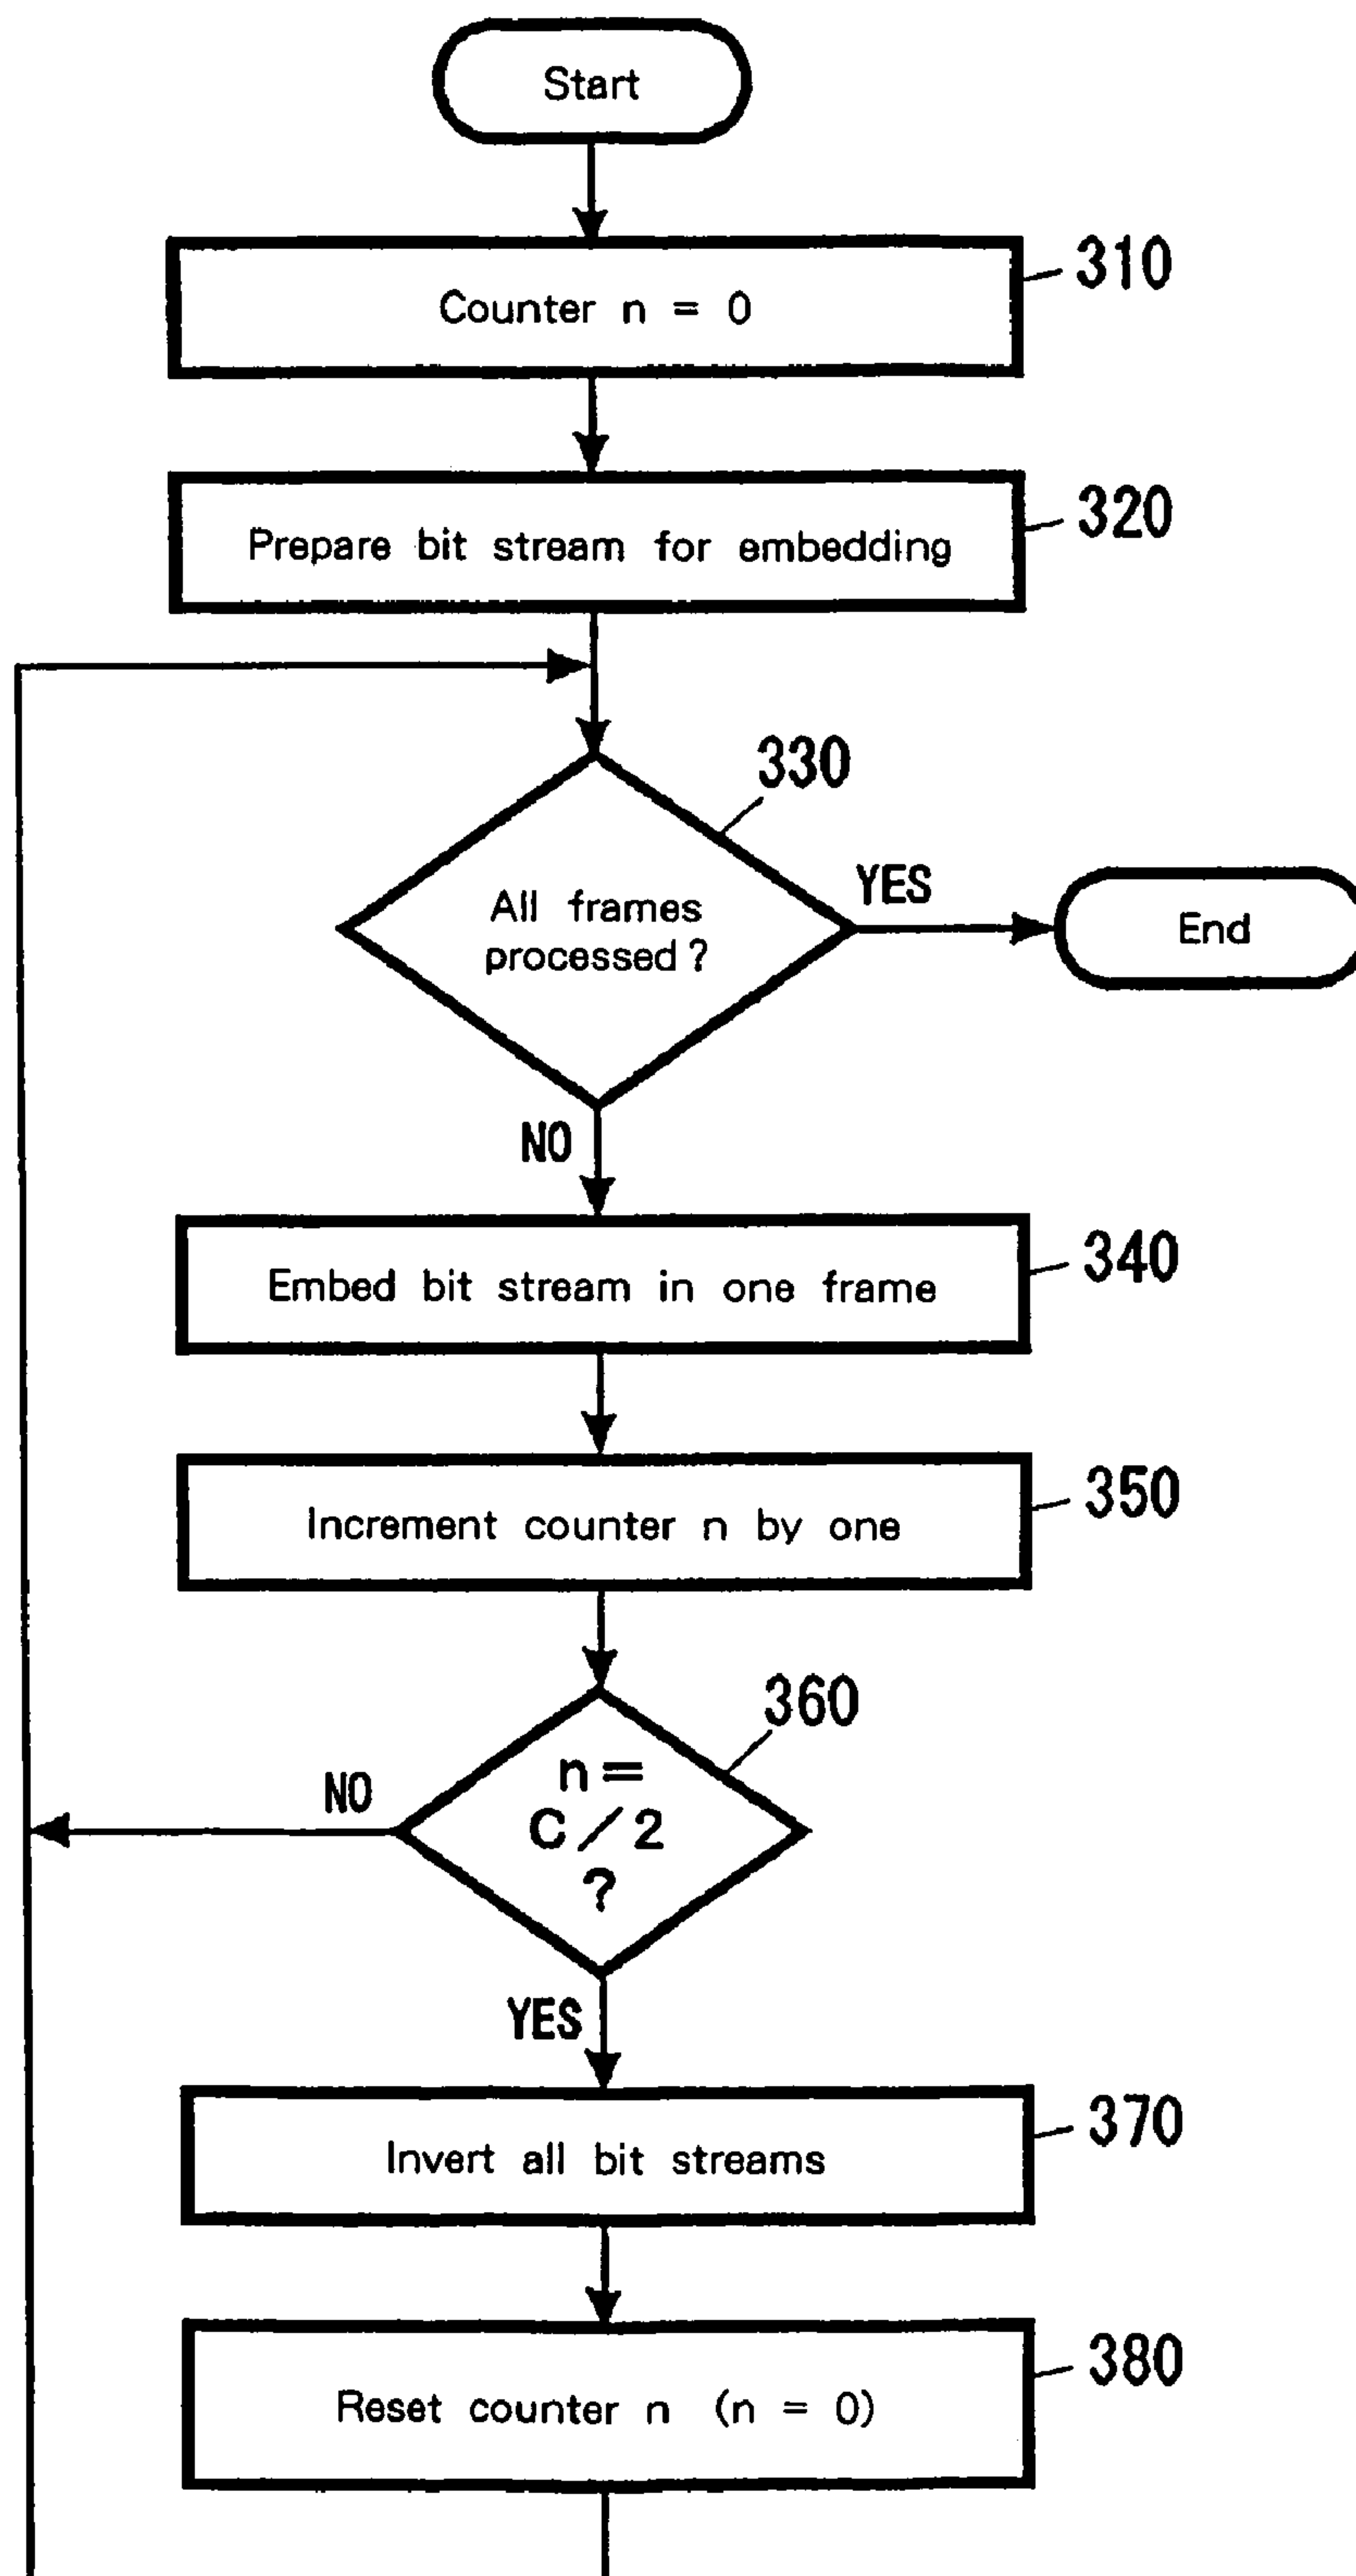 Start
310
Counter n = 0
320
Prepare bit stream for embedding
330
All frames
processed ?
YES
End
NO
340
Embed bit stream in one frame
350
Increment counter n by one
360
n =
C / 2
?
NO
YES
370
Invert all bit streams
380
Reset counter n (n = 0)